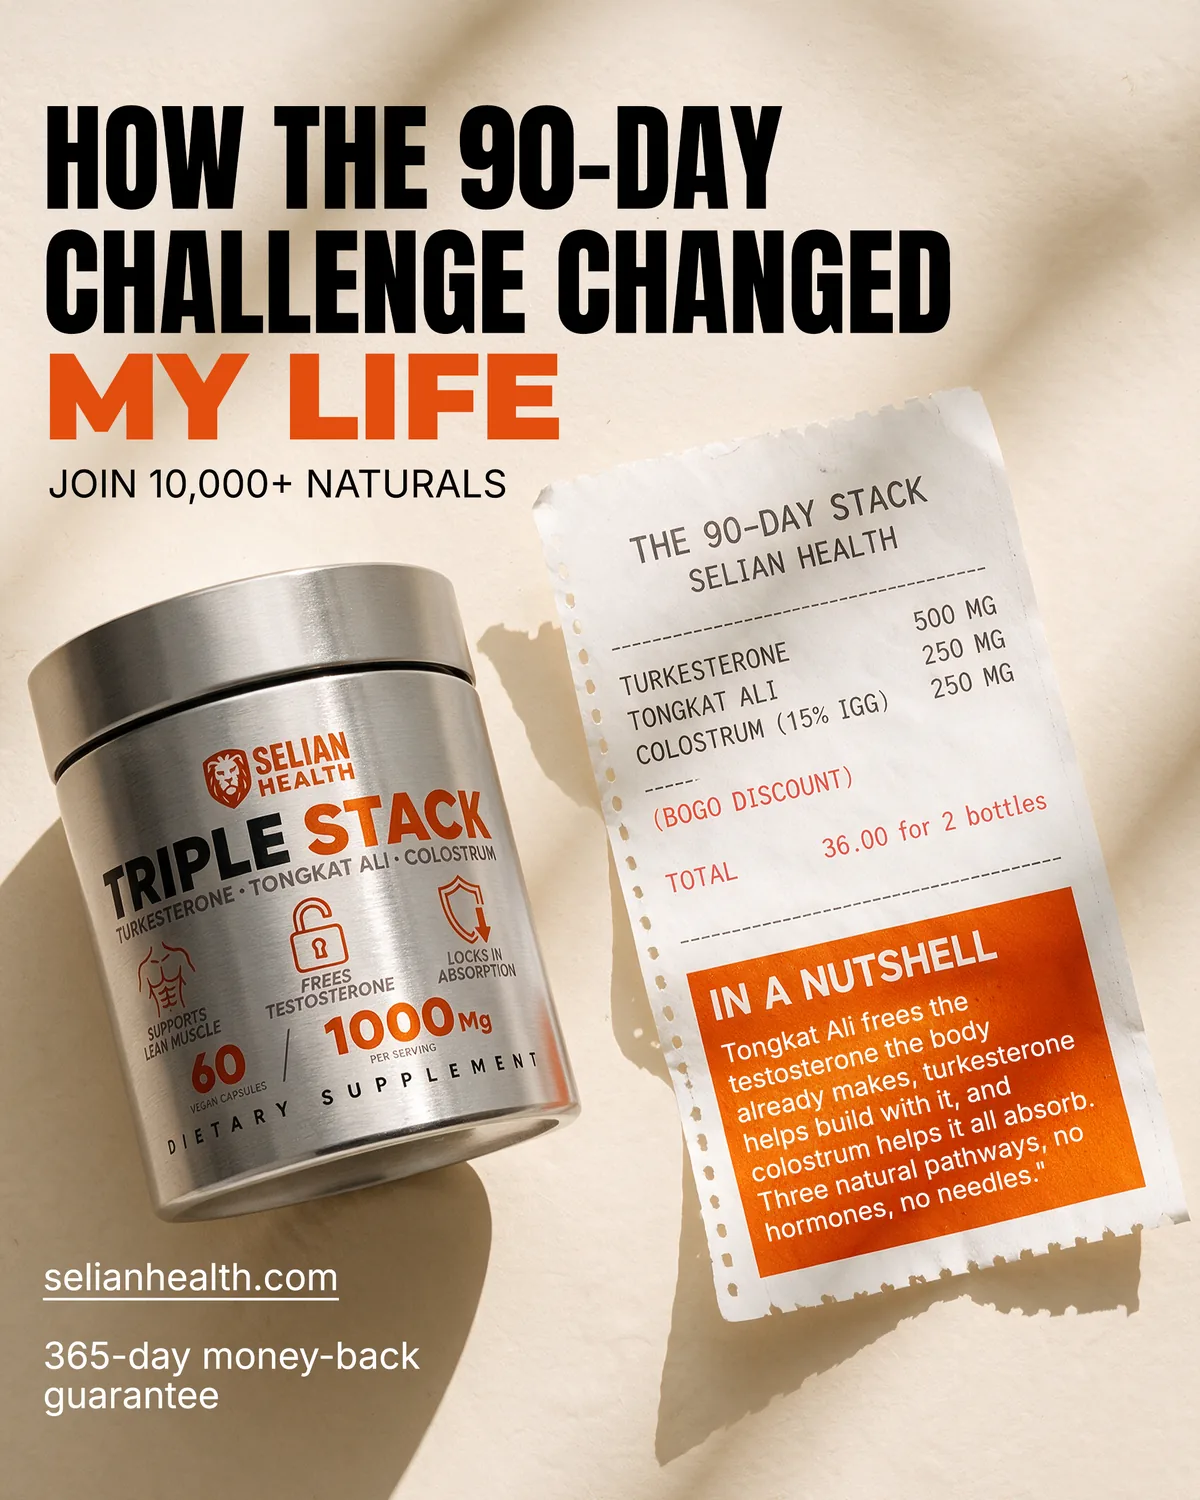 HOW THE 90-DAY
CHALLENGE CHANGED
MY LIFE
JOIN 10,000+ NATURALS
THE 90-DAY STACK
SELIAN HEALTH
TURKESTERONE 500 MG
TONGKAT ALI 250 MG
COLOSTRUM (15% IGG) 250 MG
(BOGO DISCOUNT)
TOTAL 36.00 for 2 bottles
IN A NUTSHELL
Tongkat Ali frees the
testosterone the body
already makes, turkesterone
helps build with it, and
colostrum helps it all absorb.
Three natural pathways, no
hormones, no needles."
SELIAN
HEALTH
TRIPLE STACK
TURKESTERONE · TONGKAT ALI · COLOSTRUM
SUPPORTS
LEAN MUSCLE
FREES
TESTOSTERONE
LOCKS IN
ABSORPTION
60
VEGAN CAPSULES
1000Mg
PER SERVING
DIETARY SUPPLEMENT
selianhealth.com
365-day money-back
guarantee